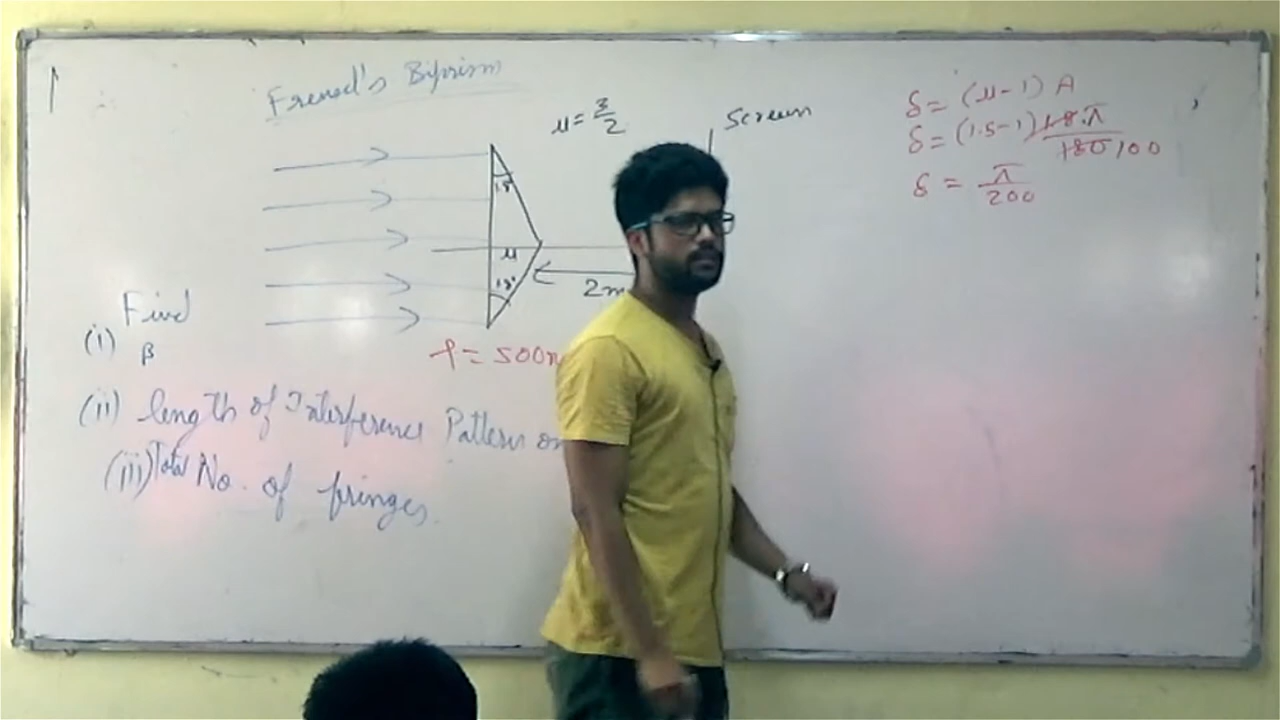 Fresnel's Biprism
μ = 3/2
Screen
1.8°
μ
1.8°
2m
λ = 500n
Find
(i) β
(ii) length of Interference Pattern on
(iii) Total No. of fringes.
δ = (μ-1) A
δ = (1.5-1) 1.8 π / 180 100
δ = π / 200